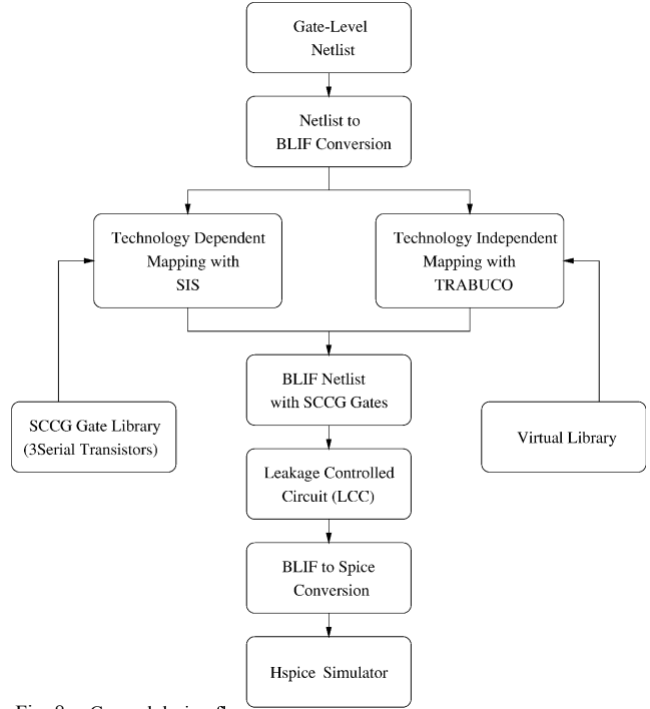 Gate-Level
Netlist
Netlist to
BLIF Conversion
Technology Dependent
Mapping with
SIS
Technology Independent
Mapping with
TRABUCO
BLIF Netlist
with SCCG Gates
SCCG Gate Library
(3Serial Transistors)
Virtual Library
Leakage Controlled
Circuit (LCC)
BLIF to Spice
Conversion
Hspice Simulator